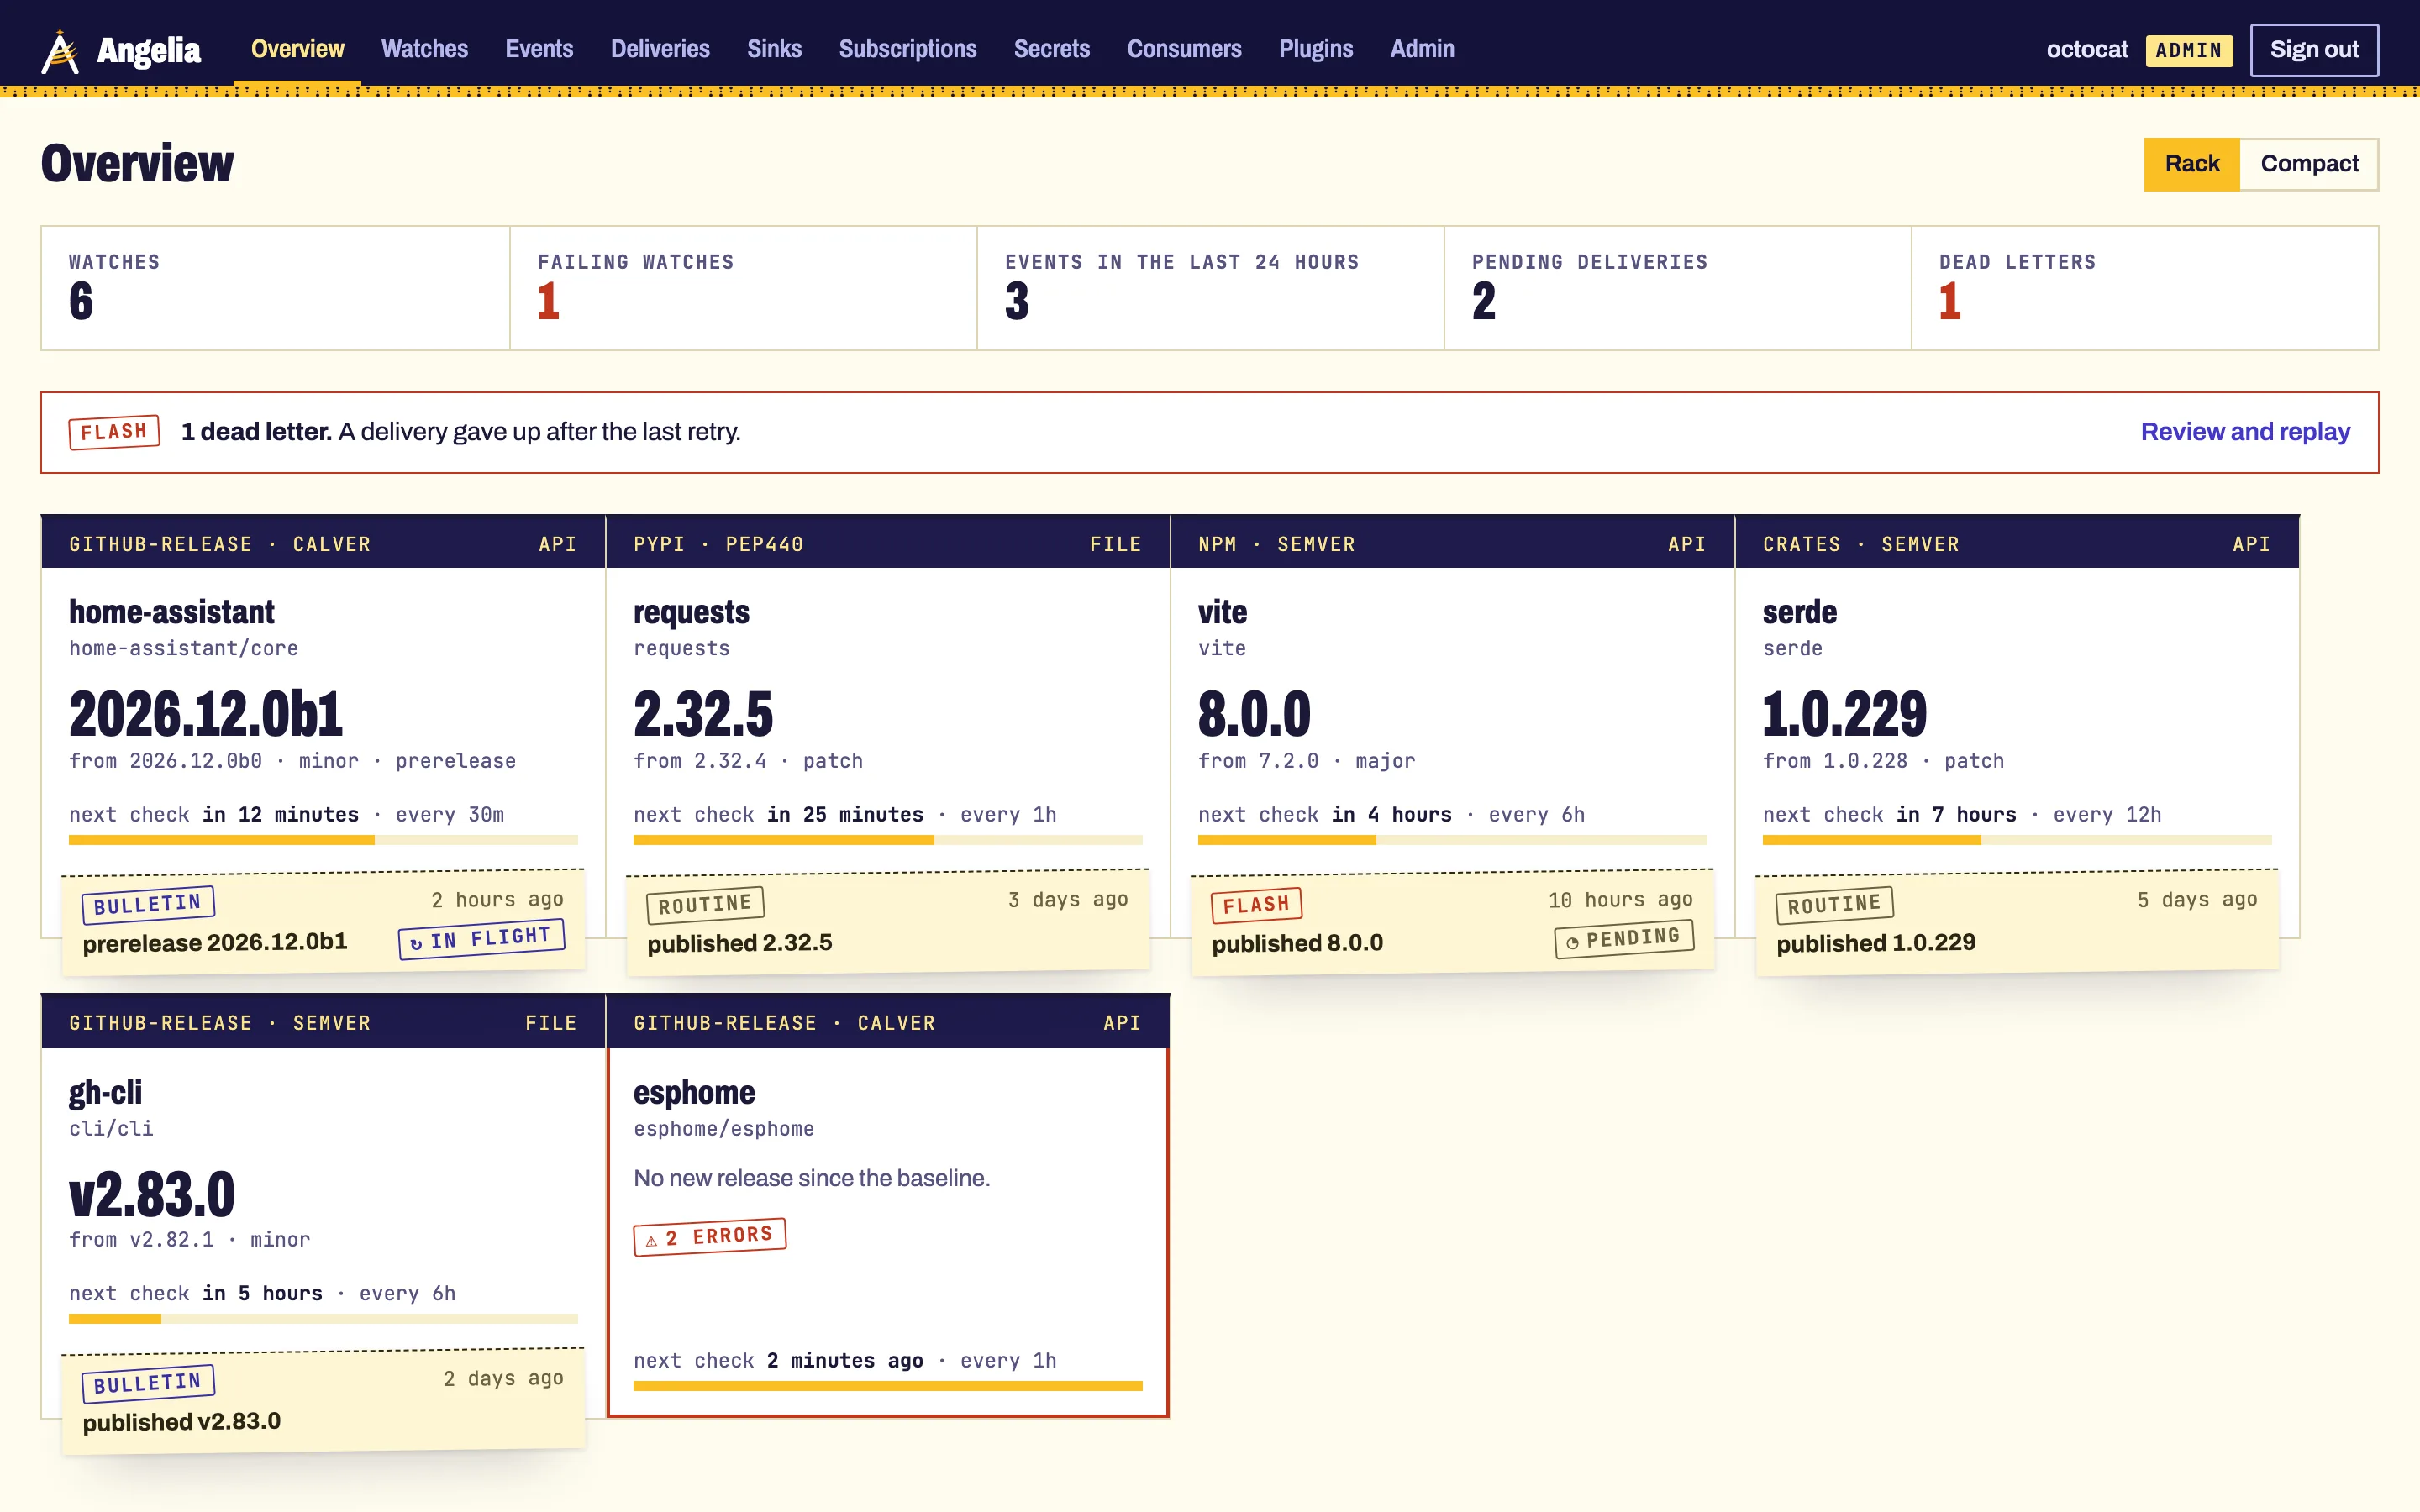 Angelia Overview Watches Events Deliveries Sinks Subscriptions Secrets Consumers Plugins Admin octocat ADMIN Sign out
Overview Rack Compact
WATCHES
6
FAILING WATCHES
1
EVENTS IN THE LAST 24 HOURS
3
PENDING DELIVERIES
2
DEAD LETTERS
1
FLASH 1 dead letter. A delivery gave up after the last retry. Review and replay
GITHUB-RELEASE · CALVER API
home-assistant
home-assistant/core
2026.12.0b1
from 2026.12.0b0 · minor · prerelease
next check in 12 minutes · every 30m
BULLETIN 2 hours ago
prerelease 2026.12.0b1 ↻ IN FLIGHT
PYPI · PEP440 FILE
requests
requests
2.32.5
from 2.32.4 · patch
next check in 25 minutes · every 1h
ROUTINE 3 days ago
published 2.32.5
NPM · SEMVER API
vite
vite
8.0.0
from 7.2.0 · major
next check in 4 hours · every 6h
FLASH 10 hours ago
published 8.0.0 ◔ PENDING
CRATES · SEMVER API
serde
serde
1.0.229
from 1.0.228 · patch
next check in 7 hours · every 12h
ROUTINE 5 days ago
published 1.0.229
GITHUB-RELEASE · SEMVER FILE
gh-cli
cli/cli
v2.83.0
from v2.82.1 · minor
next check in 5 hours · every 6h
BULLETIN 2 days ago
published v2.83.0
GITHUB-RELEASE · CALVER API
esphome
esphome/esphome
No new release since the baseline.
⚠ 2 ERRORS
next check 2 minutes ago · every 1h